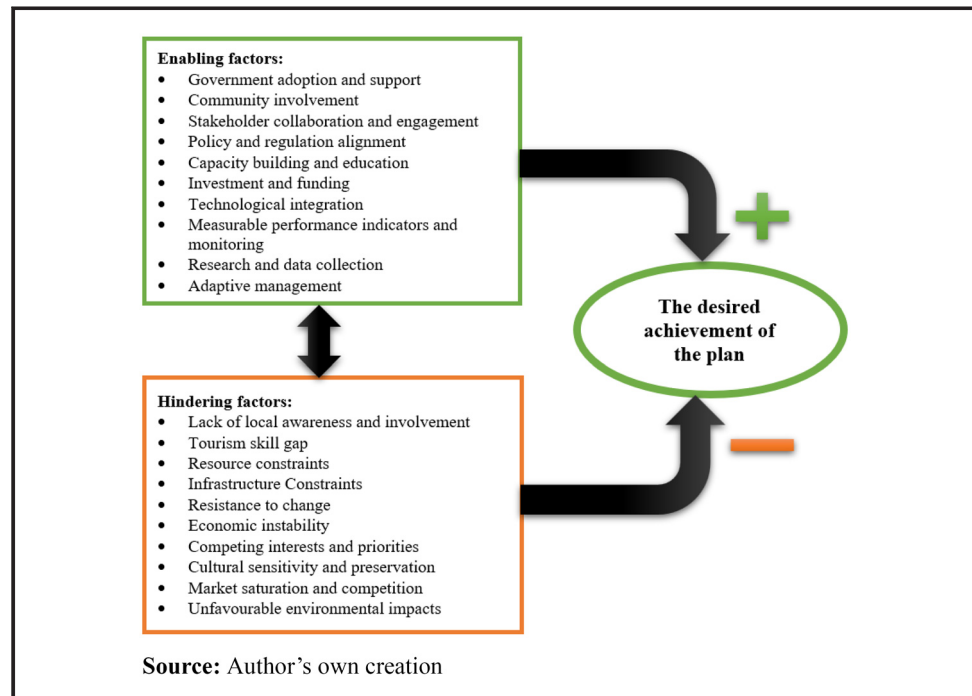 Enabling factors:
• Government adoption and support
• Community involvement
• Stakeholder collaboration and engagement
• Policy and regulation alignment
• Capacity building and education
• Investment and funding
• Technological integration
• Measurable performance indicators and
monitoring
• Research and data collection
• Adaptive management
The desired
achievement of
the plan
Hindering factors:
• Lack of local awareness and involvement
• Tourism skill gap
• Resource constraints
• Infrastructure Constraints
• Resistance to change
• Economic instability
• Competing interests and priorities
• Cultural sensitivity and preservation
• Market saturation and competition
• Unfavourable environmental impacts
Source: Author’s own creation